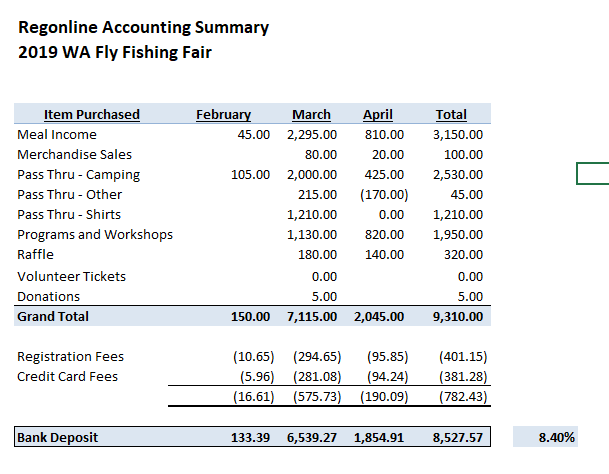 Regonline Accounting Summary
2019 WA Fly Fishing Fair
Item Purchased February March April Total
Meal Income 45.00 2,295.00 810.00 3,150.00
Merchandise Sales 80.00 20.00 100.00
Pass Thru - Camping 105.00 2,000.00 425.00 2,530.00
Pass Thru - Other 215.00 (170.00) 45.00
Pass Thru - Shirts 1,210.00 0.00 1,210.00
Programs and Workshops 1,130.00 820.00 1,950.00
Raffle 180.00 140.00 320.00
Volunteer Tickets 0.00 0.00
Donations 5.00 5.00
Grand Total 150.00 7,115.00 2,045.00 9,310.00
Registration Fees (10.65) (294.65) (95.85) (401.15)
Credit Card Fees (5.96) (281.08) (94.24) (381.28)
(16.61) (575.73) (190.09) (782.43)
Bank Deposit 133.39 6,539.27 1,854.91 8,527.57 8.40%